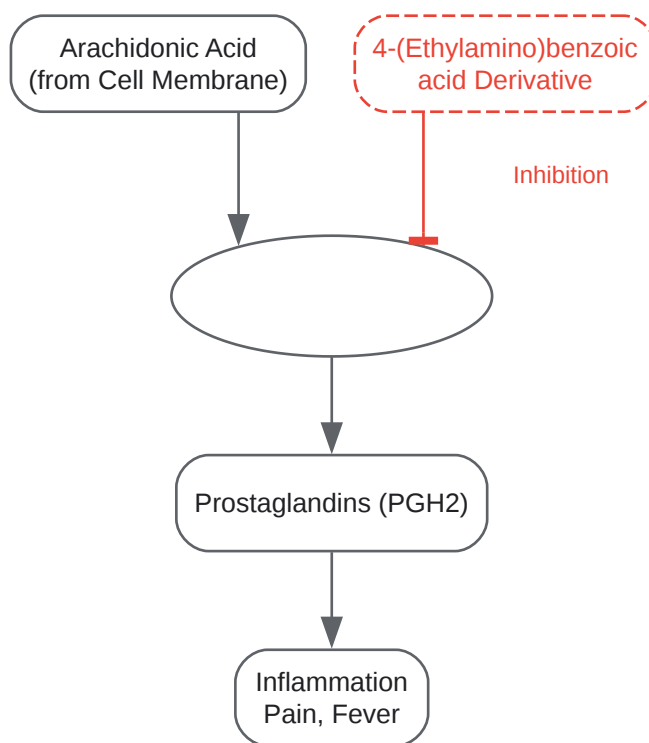 Arachidonic Acid
(from Cell Membrane)
4-(Ethylamino)benzoic
acid Derivative
Inhibition
Prostaglandins (PGH2)
Inflammation
Pain, Fever